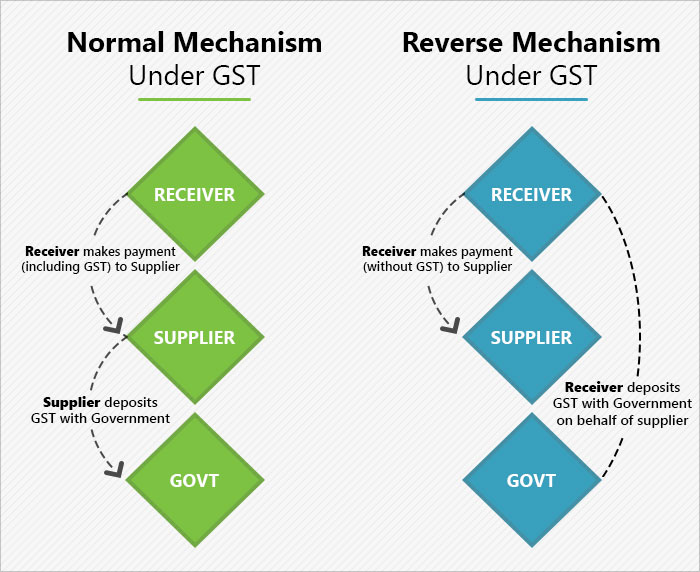 Normal Mechanism
Under GST
RECEIVER
Receiver makes payment
(including GST) to Supplier
SUPPLIER
Supplier deposits
GST with Government
GOVT
Reverse Mechanism
Under GST
RECEIVER
Receiver makes payment
(without GST) to Supplier
SUPPLIER
Receiver deposits
GST with Government
on behalf of supplier
GOVT